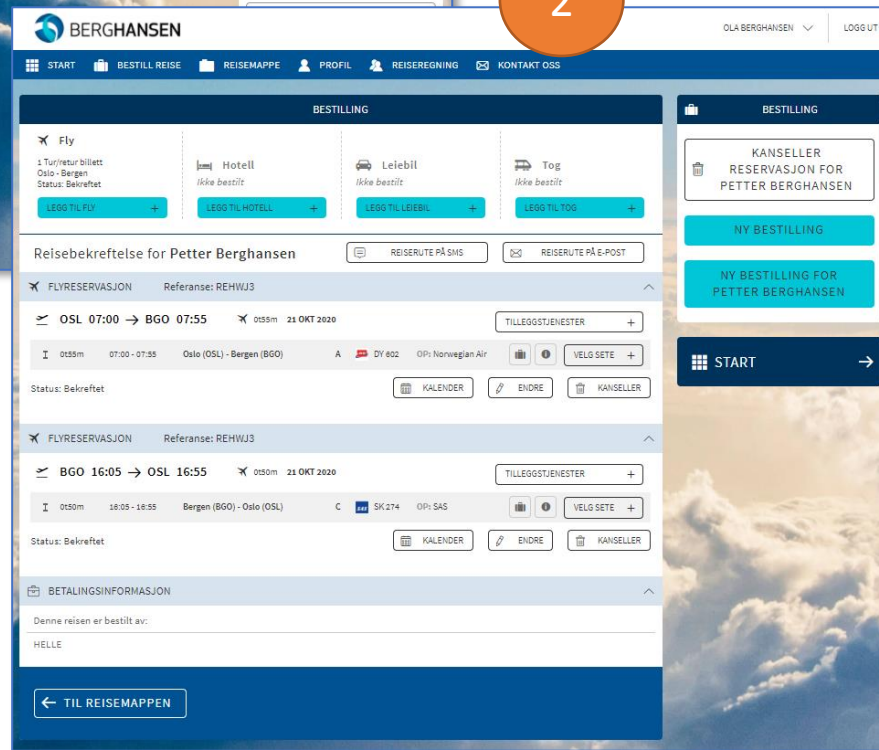 2
BERGHANSEN
OLA BERGHANSEN
LOGG UT
START BESTILL REISE REISEMAPPE PROFIL REISEREGNING KONTAKT OSS
BESTILLING
Fly
1 Tur/retur billett
Oslo - Bergen
Status: Bekreftet
LEGG TIL FLY +
Hotell
Ikke bestilt
LEGG TIL HOTELL +
Leiebil
Ikke bestilt
LEGG TIL LEIEBIL +
Tog
Ikke bestilt
LEGG TIL TOG +
Reisebekreftelse for Petter Berghansen
REISERUTE PÅ SMS
REISERUTE PÅ E-POST
FLYRESERVASJON Referanse: REHWJ3
OSL 07:00 → BGO 07:55 0t55m 21 OKT 2020
TILLEGGSTJENESTER +
0t55m 07:00 - 07:55 Oslo (OSL) - Bergen (BGO) A DY 602 OP: Norwegian Air VELG SETE +
Status: Bekreftet
KALENDER ENDRE KANSELLER
FLYRESERVASJON Referanse: REHWJ3
BGO 16:05 → OSL 16:55 0t50m 21 OKT 2020
TILLEGGSTJENESTER +
0t50m 16:05 - 16:55 Bergen (BGO) - Oslo (OSL) C SAS SK 274 OP: SAS VELG SETE +
Status: Bekreftet
KALENDER ENDRE KANSELLER
BETALINGSINFORMASJON
Denne reisen er bestilt av:
HELLE
← TIL REISEMAPPEN
BESTILLING
KANSELLER
RESERVASJON FOR
PETTER BERGHANSEN
NY BESTILLING
NY BESTILLING FOR
PETTER BERGHANSEN
START →